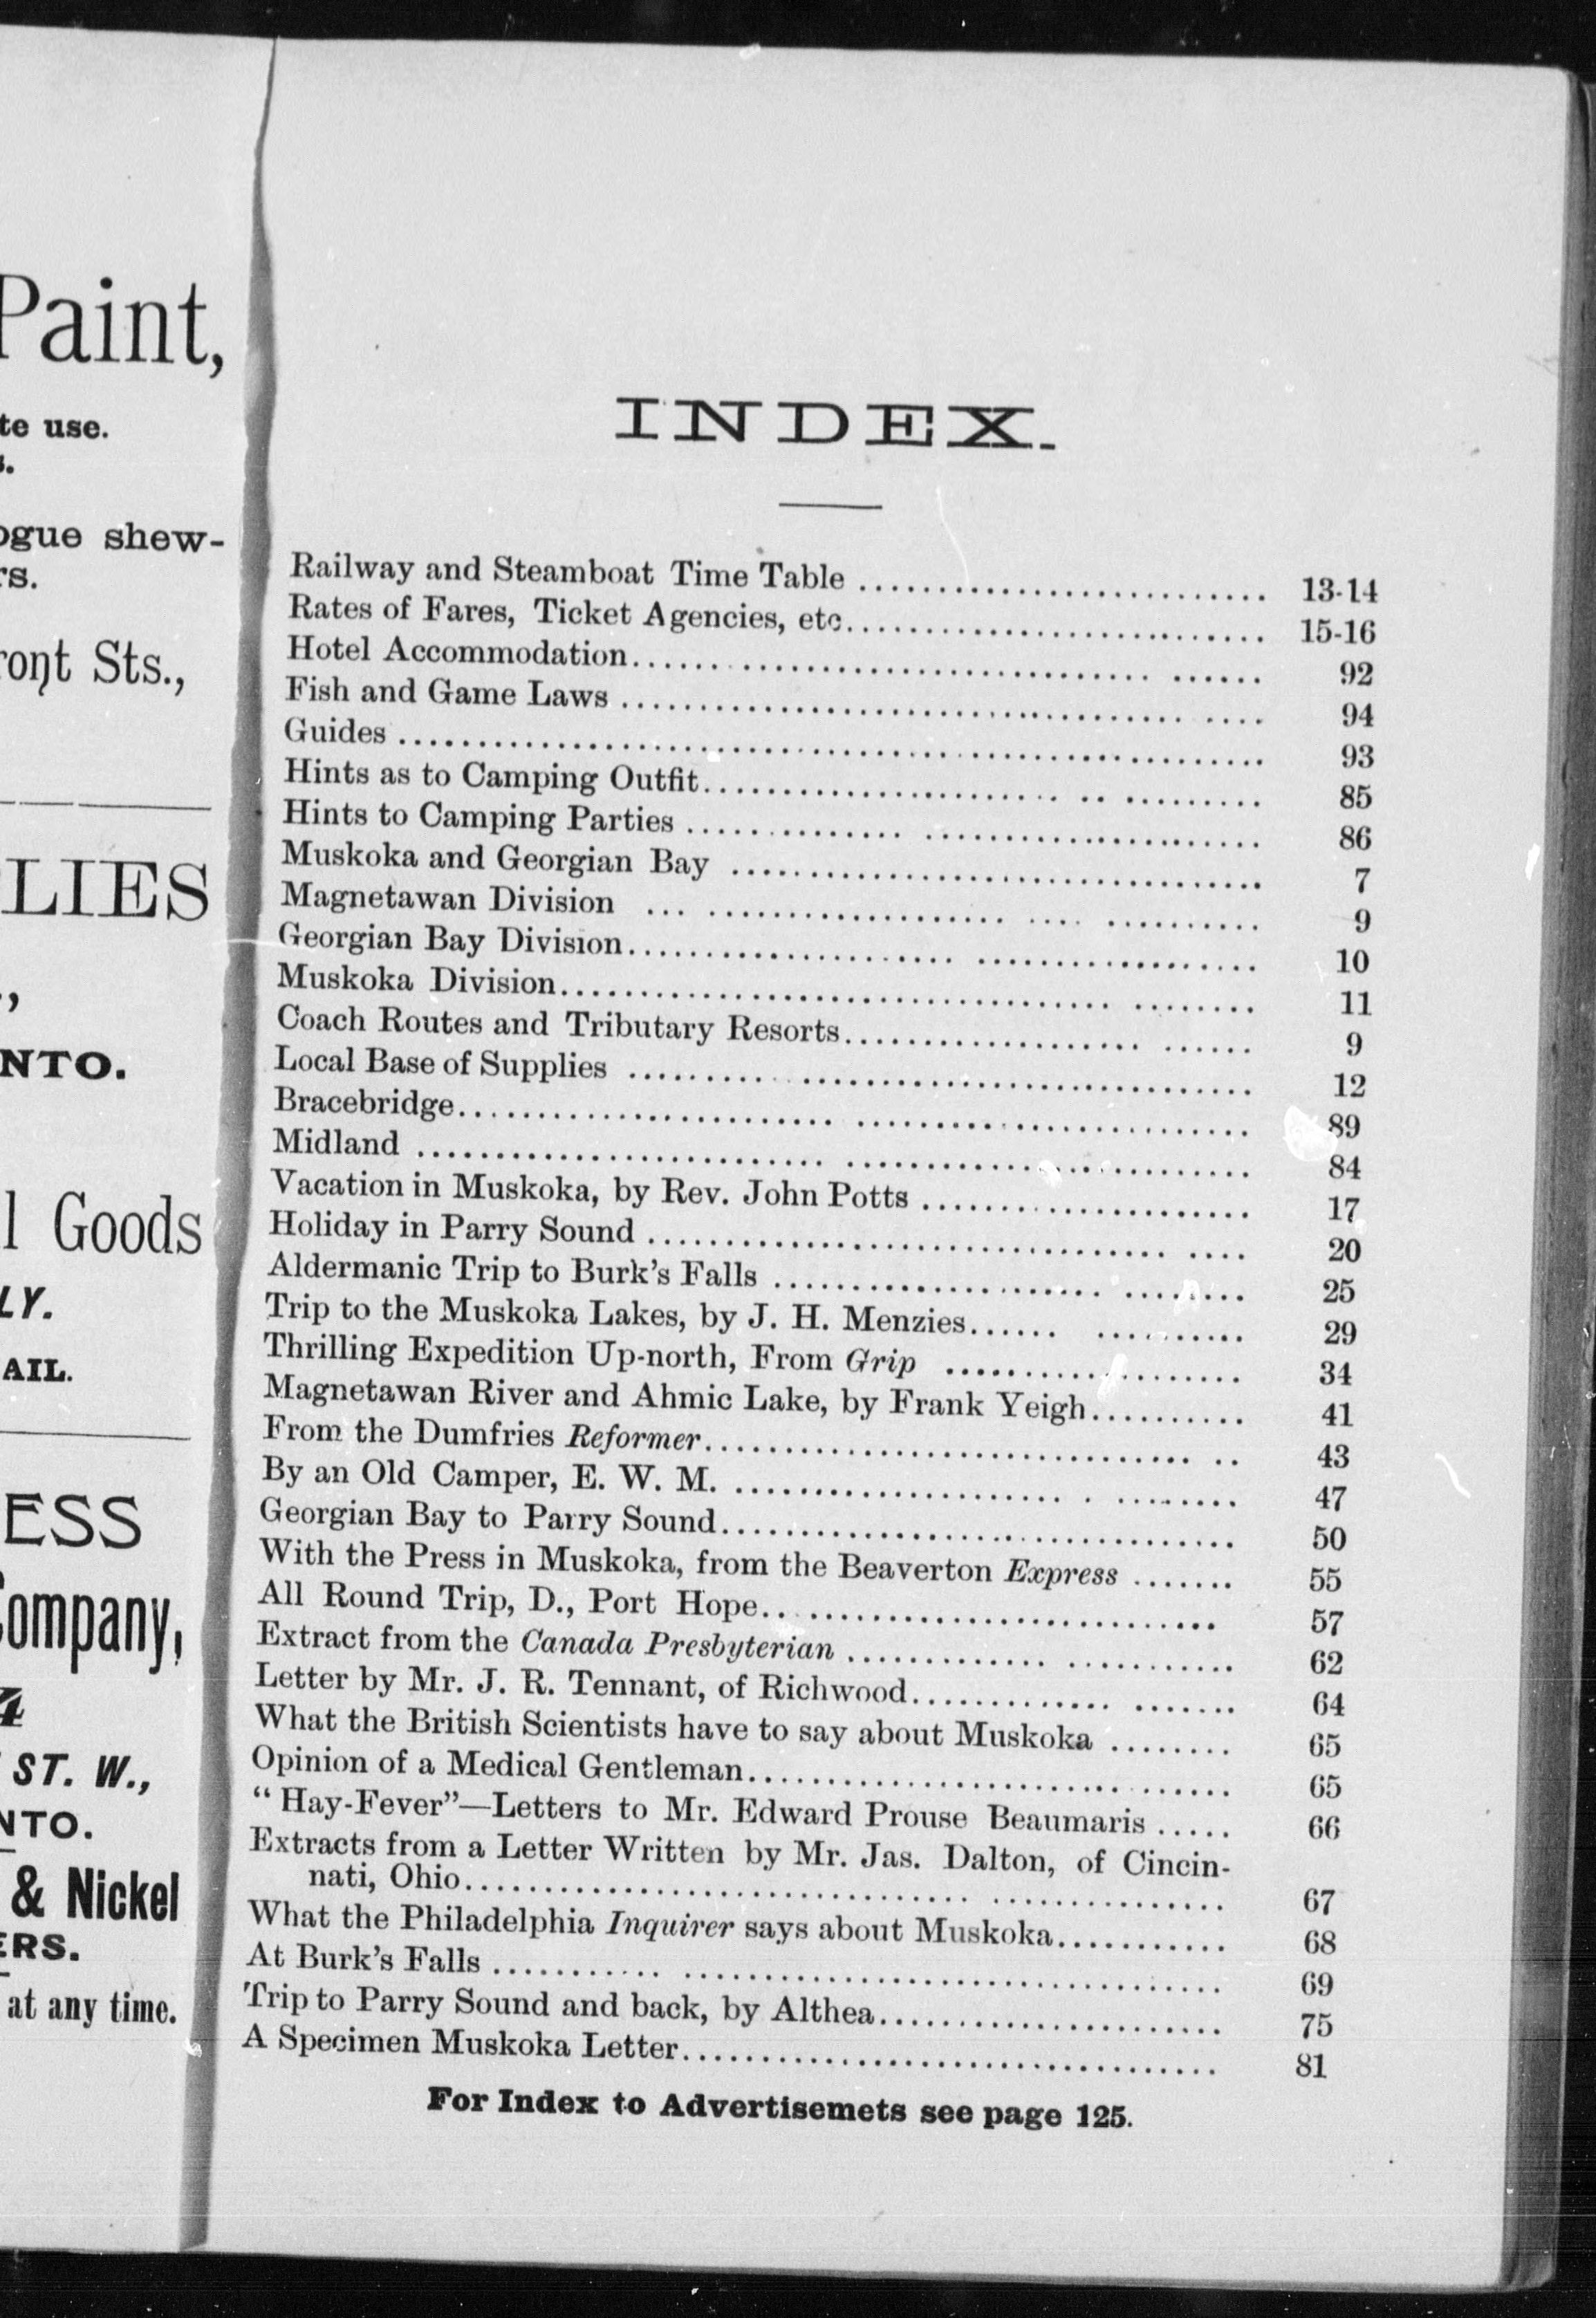 Paint,
te use.
s.
ogue shew-
rs.
ront Sts.,
LIES
.,
NTO.
l Goods
LY.
AIL.
ESS
Company,
4
ST. W.,
NTO.
& Nickel
ERS.
at any time.
INDEX.
Railway and Steamboat Time Table .......................... 13-14
Rates of Fares, Ticket Agencies, etc........................... 15-16
Hotel Accommodation...... .......................... ...... 92
Fish and Game Laws .................................... .... 94
Guides ....................................................... 93
Hints as to Camping Outfit...................... .. ......... 85
Hints to Camping Parties .............. ..................... 86
Muskoka and Georgian Bay .................................. 7
Magnetawan Division ... ................... .... .......... 9
Georgian Bay Division..................... .................. 10
Muskoka Division................................... ........ 11
Coach Routes and Tributary Resorts................... ...... 9
Local Base of Supplies ......... ............................. 12
Bracebridge........................ ......................... 89
Midland .......................... .......................... 84
Vacation in Muskoka, by Rev. John Potts ..................... 17
Holiday in Parry Sound ................................. .... 20
Aldermanic Trip to Burk's Falls ..................... ........ 25
Trip to the Muskoka Lakes, by J. H. Menzies...... .......... 29
Thrilling Expedition Up-north, From Grip ................... 34
Magnetawan River and Ahmic Lake, by Frank Yeigh.......... 41
From the Dumfries Reformer............................... .. 43
By an Old Camper, E. W. M. ..................... . ........ 47
Georgian Bay to Parry Sound................................. 50
With the Press in Muskoka, from the Beaverton Express ....... 55
All Round Trip, D., Port Hope.. .......................... 57
Extract from the Canada Presbyterian ............. ........... 62
Letter by Mr. J. R. Tennant, of Richwood............. ....... 64
What the British Scientists have to say about Muskoka ........ 65
Opinion of a Medical Gentleman............................... 65
“Hay-Fever”—Letters to Mr. Edward Prouse Beaumaris ..... 66
Extracts from a Letter Written by Mr. Jas. Dalton, of Cincin-
nati, Ohio................................ ............... 67
What the Philadelphia Inquirer says about Muskoka........... 68
At Burk's Falls ........... .................................. 69
Trip to Parry Sound and back, by Althea...................... 75
A Specimen Muskoka Letter.................................. 81
For Index to Advertisemets see page 125.